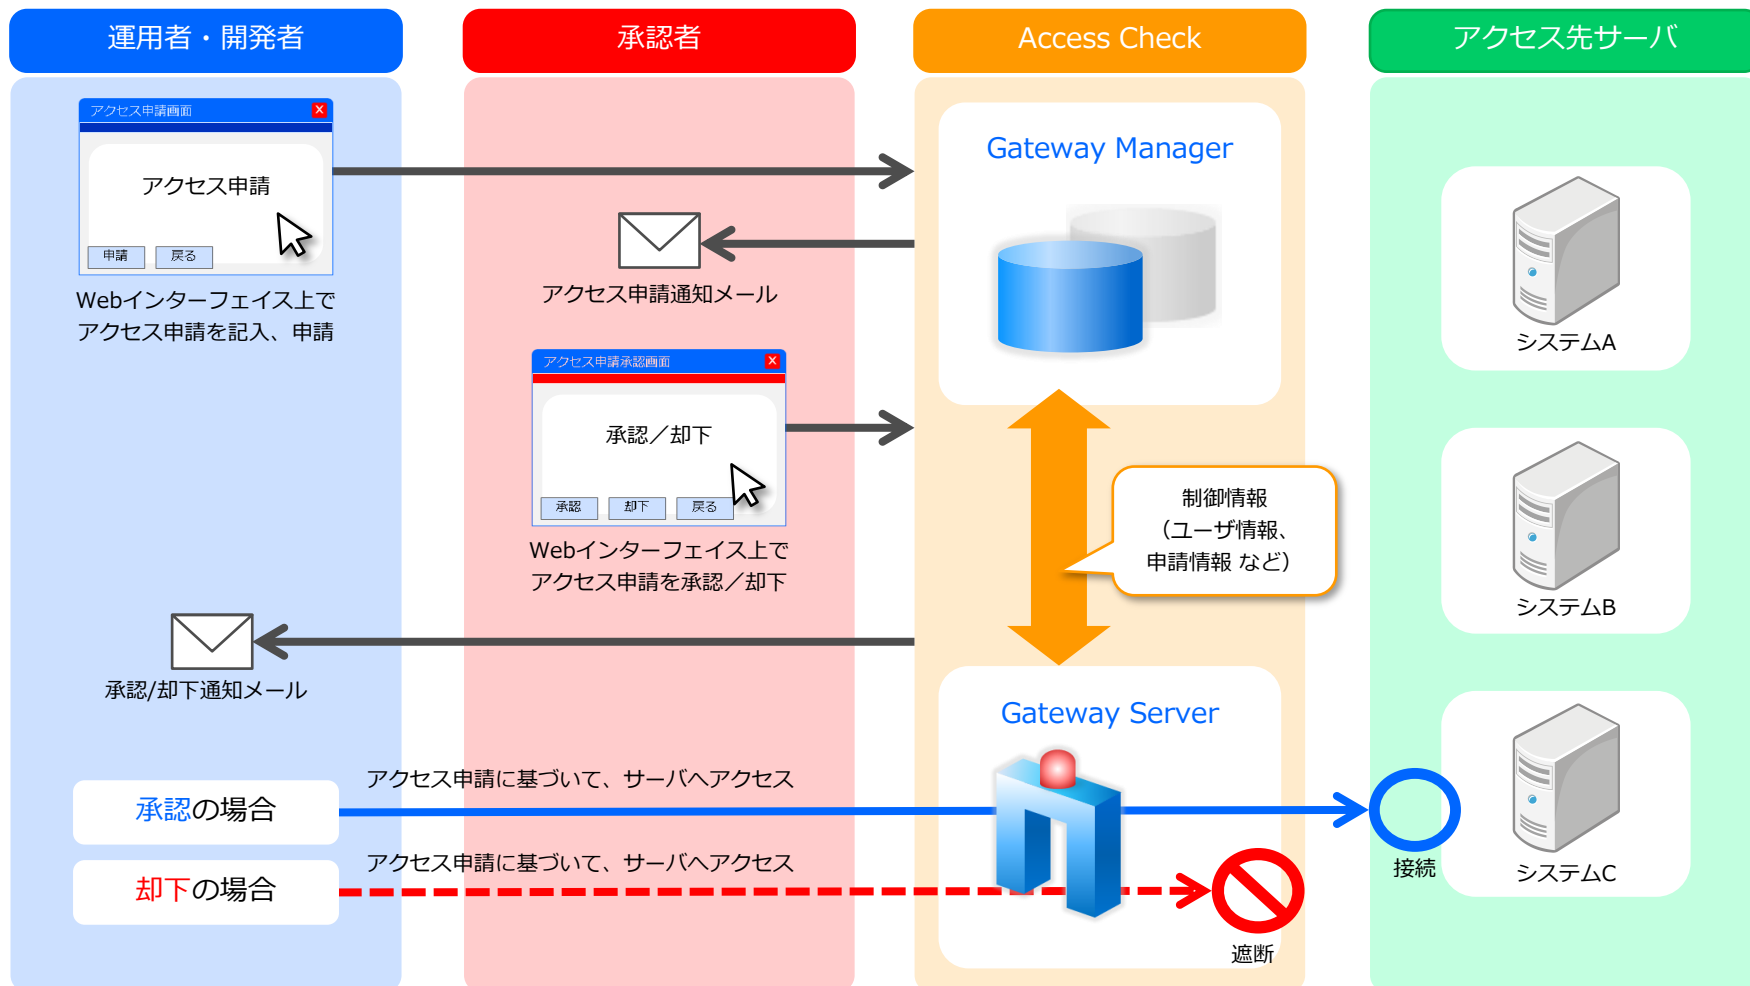 運用者・開発者
承認者
Access Check
アクセス先サーバ
アクセス申請画面
X
アクセス申請
申請
戻る
Webインターフェイス上で
アクセス申請を記入、申請
アクセス申請通知メール
アクセス申請承認画面
X
承認／却下
承認
却下
戻る
Webインターフェイス上で
アクセス申請を承認／却下
承認/却下通知メール
Gateway Manager
制御情報
（ユーザ情報、
申請情報 など）
Gateway Server
システムA
システムB
システムC
承認の場合
アクセス申請に基づいて、サーバへアクセス
接続
却下の場合
アクセス申請に基づいて、サーバへアクセス
遮断